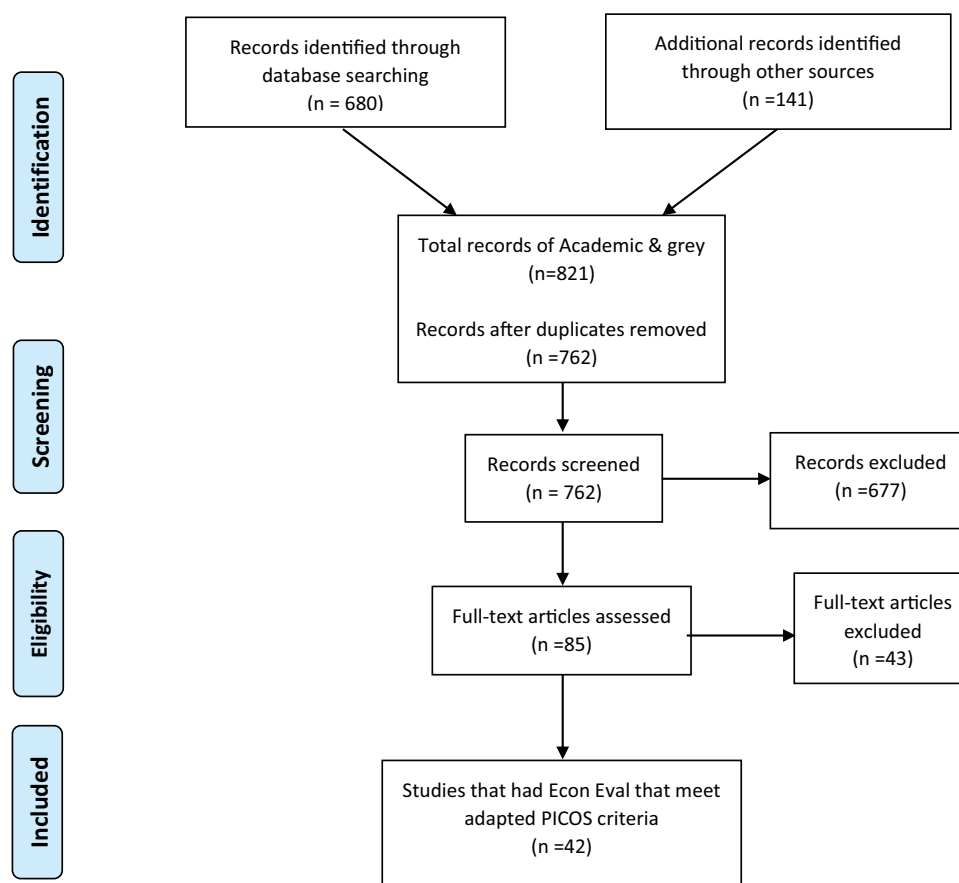 Identification
Records identified through
database searching
(n = 680)
Additional records identified
through other sources
(n =141)
Total records of Academic & grey
(n=821)
Records after duplicates removed
(n =762)
Screening
Records screened
(n = 762)
Records excluded
(n =677)
Eligibility
Full-text articles assessed
(n =85)
Full-text articles
excluded
(n =43)
Included
Studies that had Econ Eval that meet
adapted PICOS criteria
(n =42)